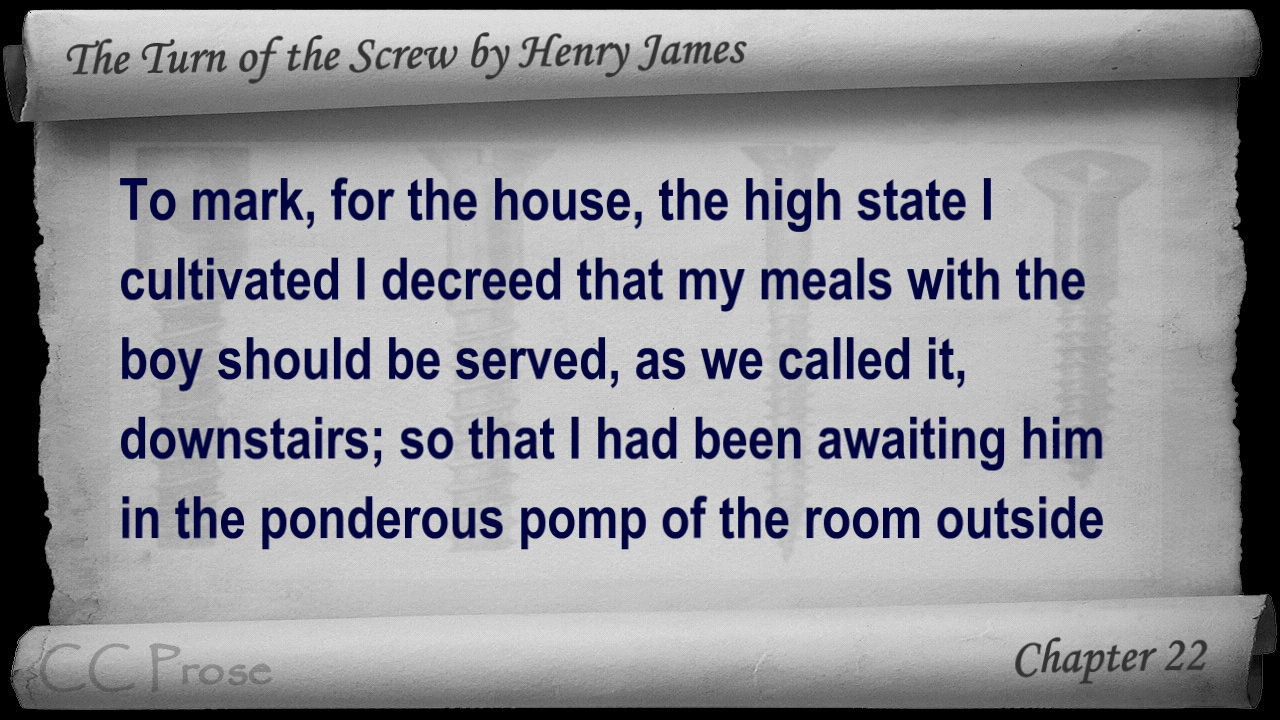 The Turn of the Screw by Henry James
To mark, for the house, the high state I
cultivated I decreed that my meals with the
boy should be served, as we called it,
downstairs; so that I had been awaiting him
in the ponderous pomp of the room outside
CC Prose
Chapter 22